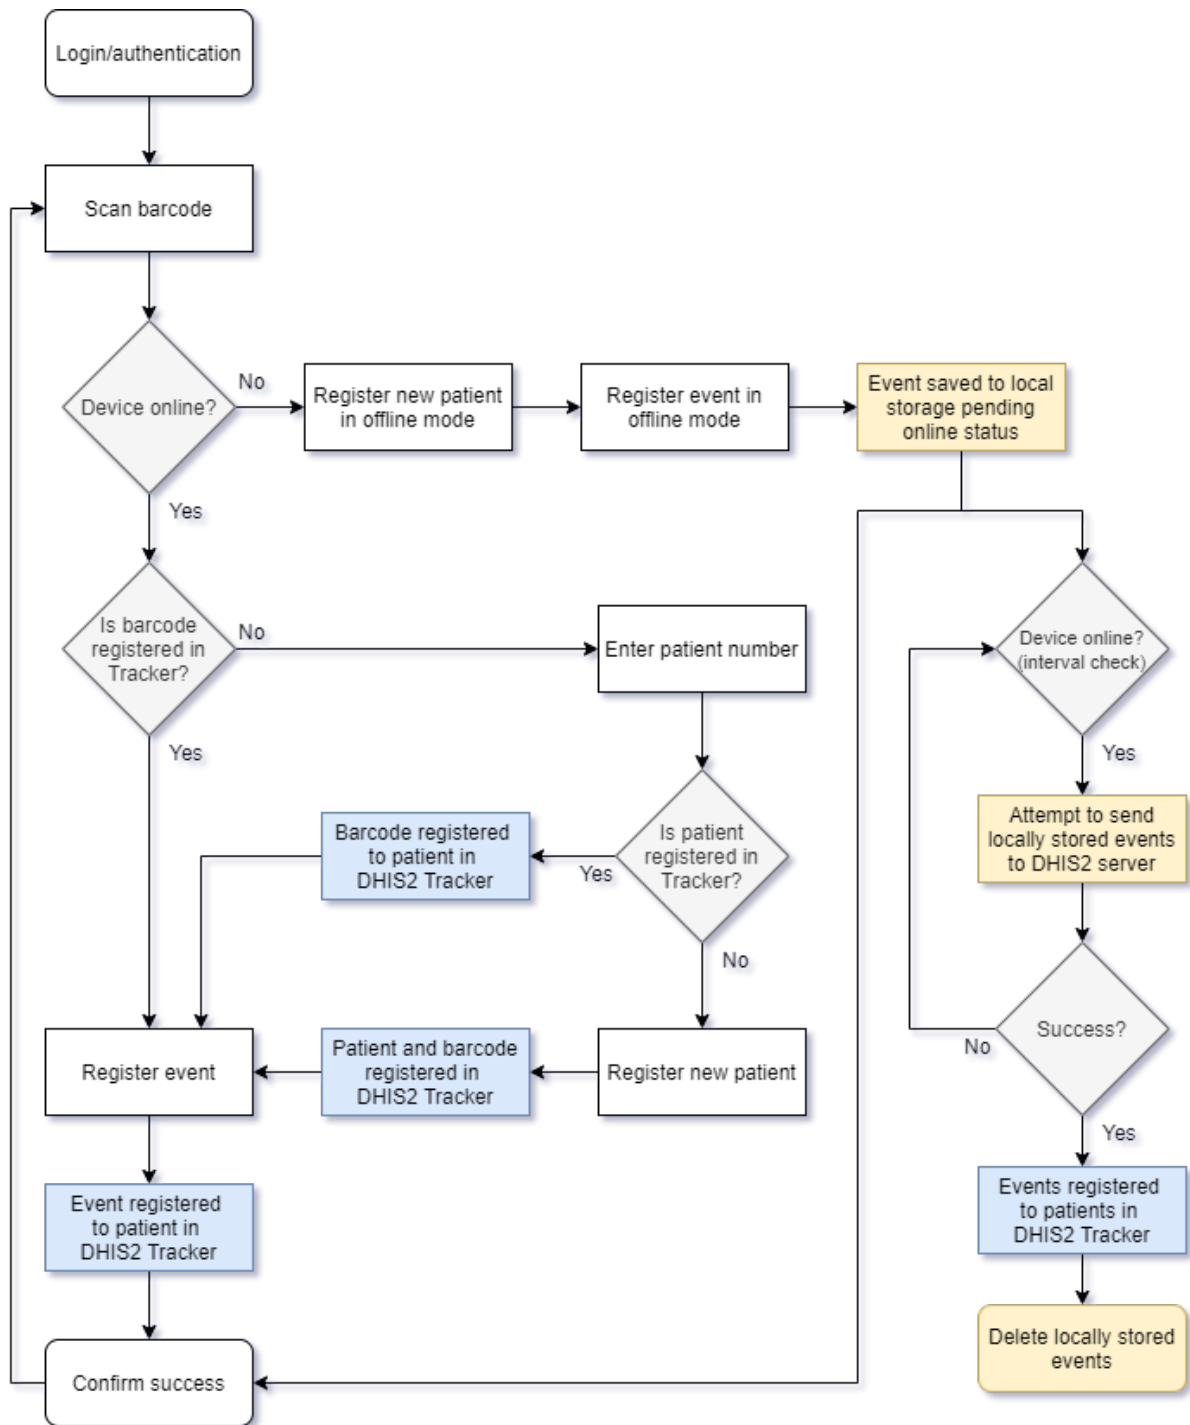 Login/authentication
Scan barcode
Device online?
No
Register new patient
in offline mode
Register event in
offline mode
Event saved to local
storage pending
online status
Yes
Is barcode
registered in
Tracker?
No
Enter patient number
Device online?
(interval check)
Yes
Yes
Barcode registered
to patient in
DHIS2 Tracker
Yes
Is patient
registered in
Tracker?
Attempt to send
locally stored events
to DHIS2 server
No
Register event
Patient and barcode
registered in
DHIS2 Tracker
Register new patient
No
Success?
Yes
Event registered
to patient in
DHIS2 Tracker
Events registered
to patients in
DHIS2 Tracker
Confirm success
Delete locally stored
events